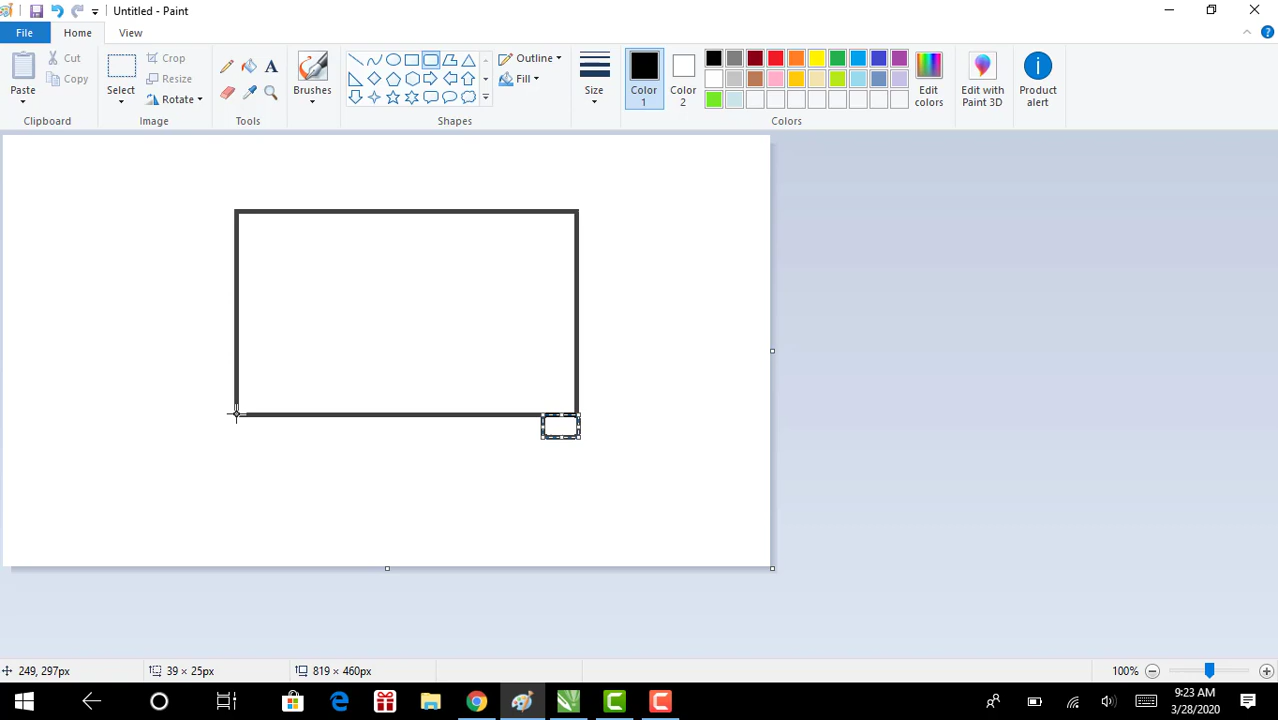 Untitled - Paint
File Home View
Cut
Crop
Outline
Copy
Resize
Fill
Paste Select Rotate Brushes Size Color 1 Color 2 Edit colors Edit with Paint 3D Product alert
A
Clipboard Image Tools Shapes Colors
249, 297px 39 × 25px 819 × 460px 100%
9:23 AM
3/28/2020